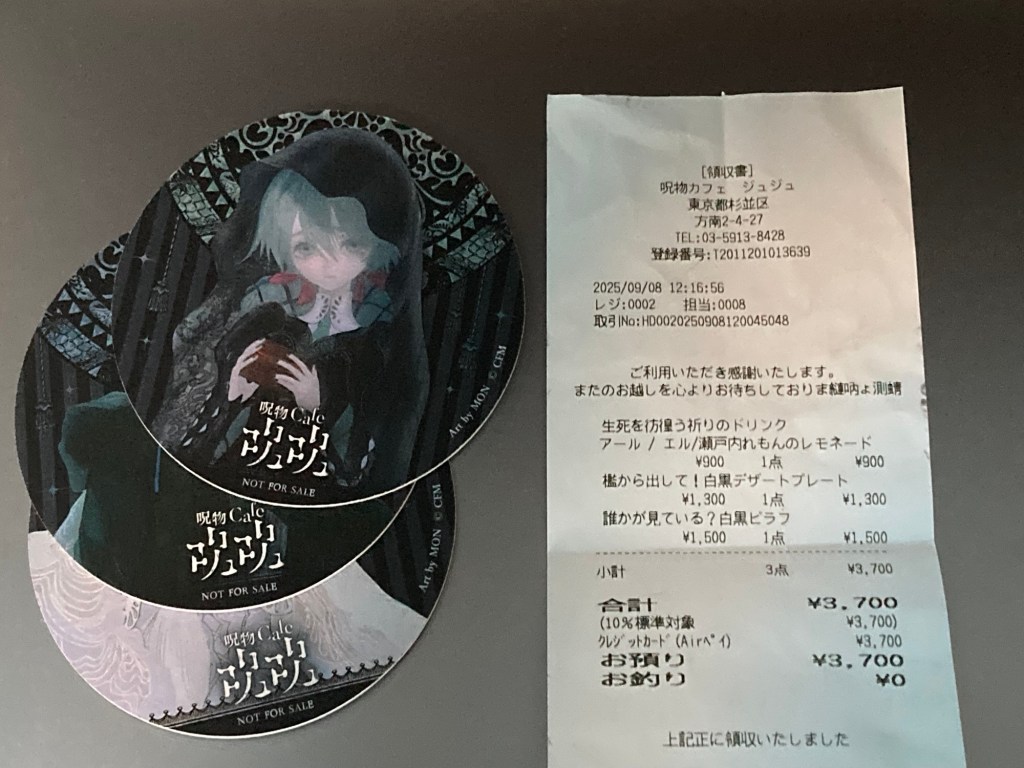 呪物Cafe
ジュジュ
NOT FOR SALE
Art by MON © CFM
呪物Cafe
ジュジュ
NOT FOR SALE
Art by MON © CFM
呪物Cafe
ジュジュ
NOT FOR SALE
[領収書]
呪物カフェ ジュジュ
東京都杉並区
方南2-4-27
TEL:03-5913-8428
登録番号:T2011201013639
2025/09/08 12:16:56
レジ:0002 担当:0008
取引No:HD0020250908120045048
ご利用いただき感謝いたします。
またのお越しを心よりお待ちしておりま
生死を彷徨う祈りのドリンク
アール / エル/瀬戸内れもんのレモネード
¥900 1点 ¥900
檻から出して!白黒デザートプレート
¥1,300 1点 ¥1,300
誰かが見ている?白黒ピラフ
¥1,500 1点 ¥1,500
小計 3点 ¥3,700
合計 ¥3,700
(10%標準対象 ¥3,700)
クレジットカード(Airペイ) ¥3,700
お預り ¥3,700
お釣り ¥0
上記正に領収いたしました